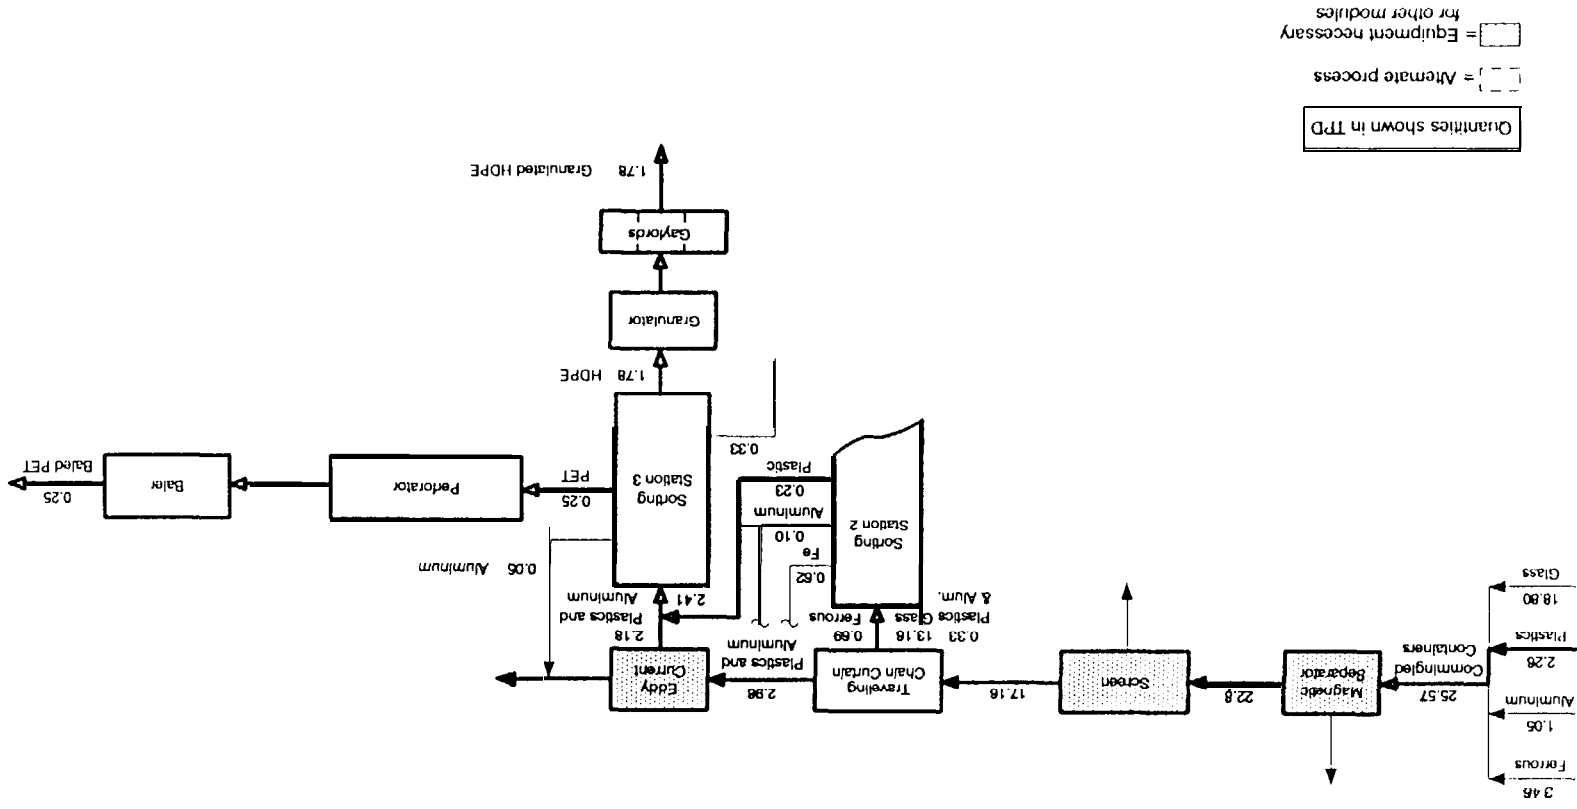 3.46
Ferrous
1.05
Aluminum
2.26
Plastics
18.80
Glass
25.57
Commingled
Containers
Magnetic
Separator
22.8
Screen
17.16
Traveling
Chain Curtain
0.33
Plastics
& Alum.
13.16
Glass
0.69
Ferrous
2.98
Plastics and
Aluminum
Eddy
Current
2.18
Plastics and
Aluminum
2.41
Sorting
Station 2
0.62
Fe
0.10
Aluminum
0.23
Plastic
Sorting
Station 3
0.05 Aluminum
0.33
0.25
PET
Perforator
Baler
0.25
Baled PET
1.78 HDPE
Granulator
Gaylords
1.78 Granulated HDPE
Quantities shown in TPD
= Alternate process
= Equipment necessary
for other modules